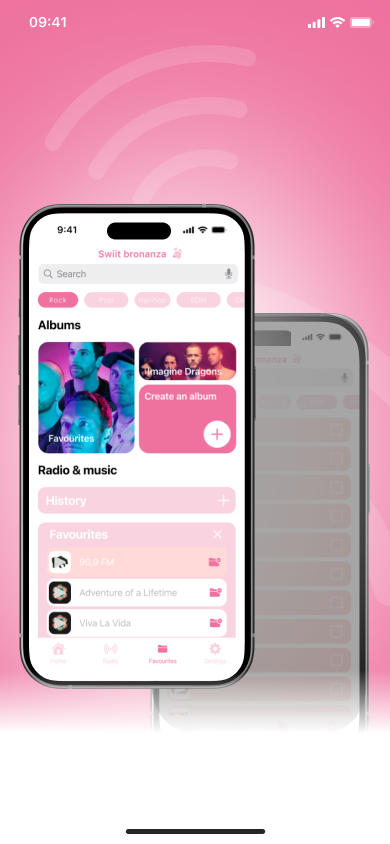 09:41
9:41
Swiit bronanza
Search
Rock
Pop
Hip-hop
EDM
Albums
Favourites
Imagine Dragons
Create an album
Radio & music
History
Favourites
90,9 FM
Adventure of a Lifetime
Viva La Vida
Home
Radio
Favourites
Settings